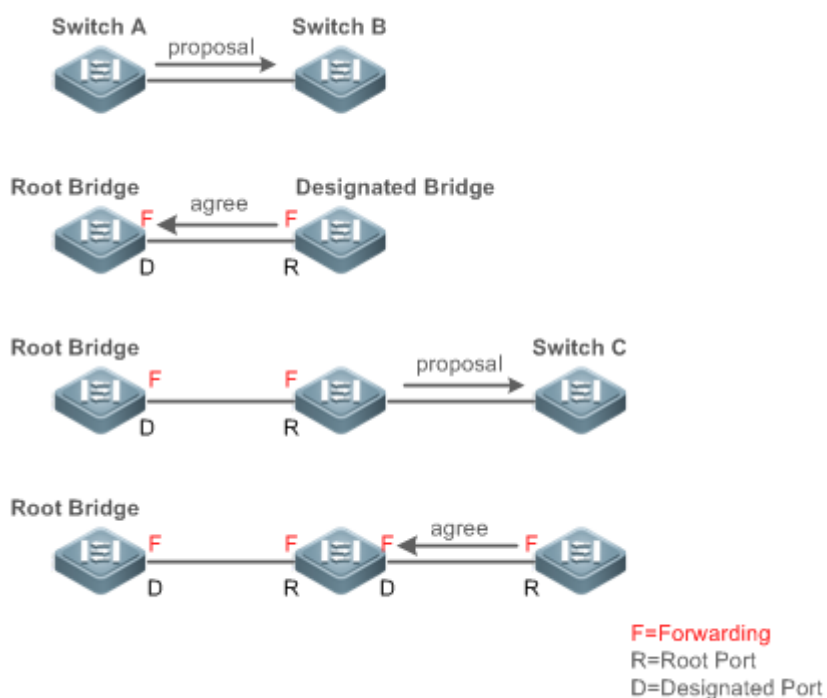 Switch A
Switch B
proposal
Root Bridge
Designated Bridge
F
agree
F
D
R
Root Bridge
Switch C
F
F
proposal
D
R
Root Bridge
F
F
F
agree
F
D
R
D
R
F=Forwarding
R=Root Port
D=Designated Port